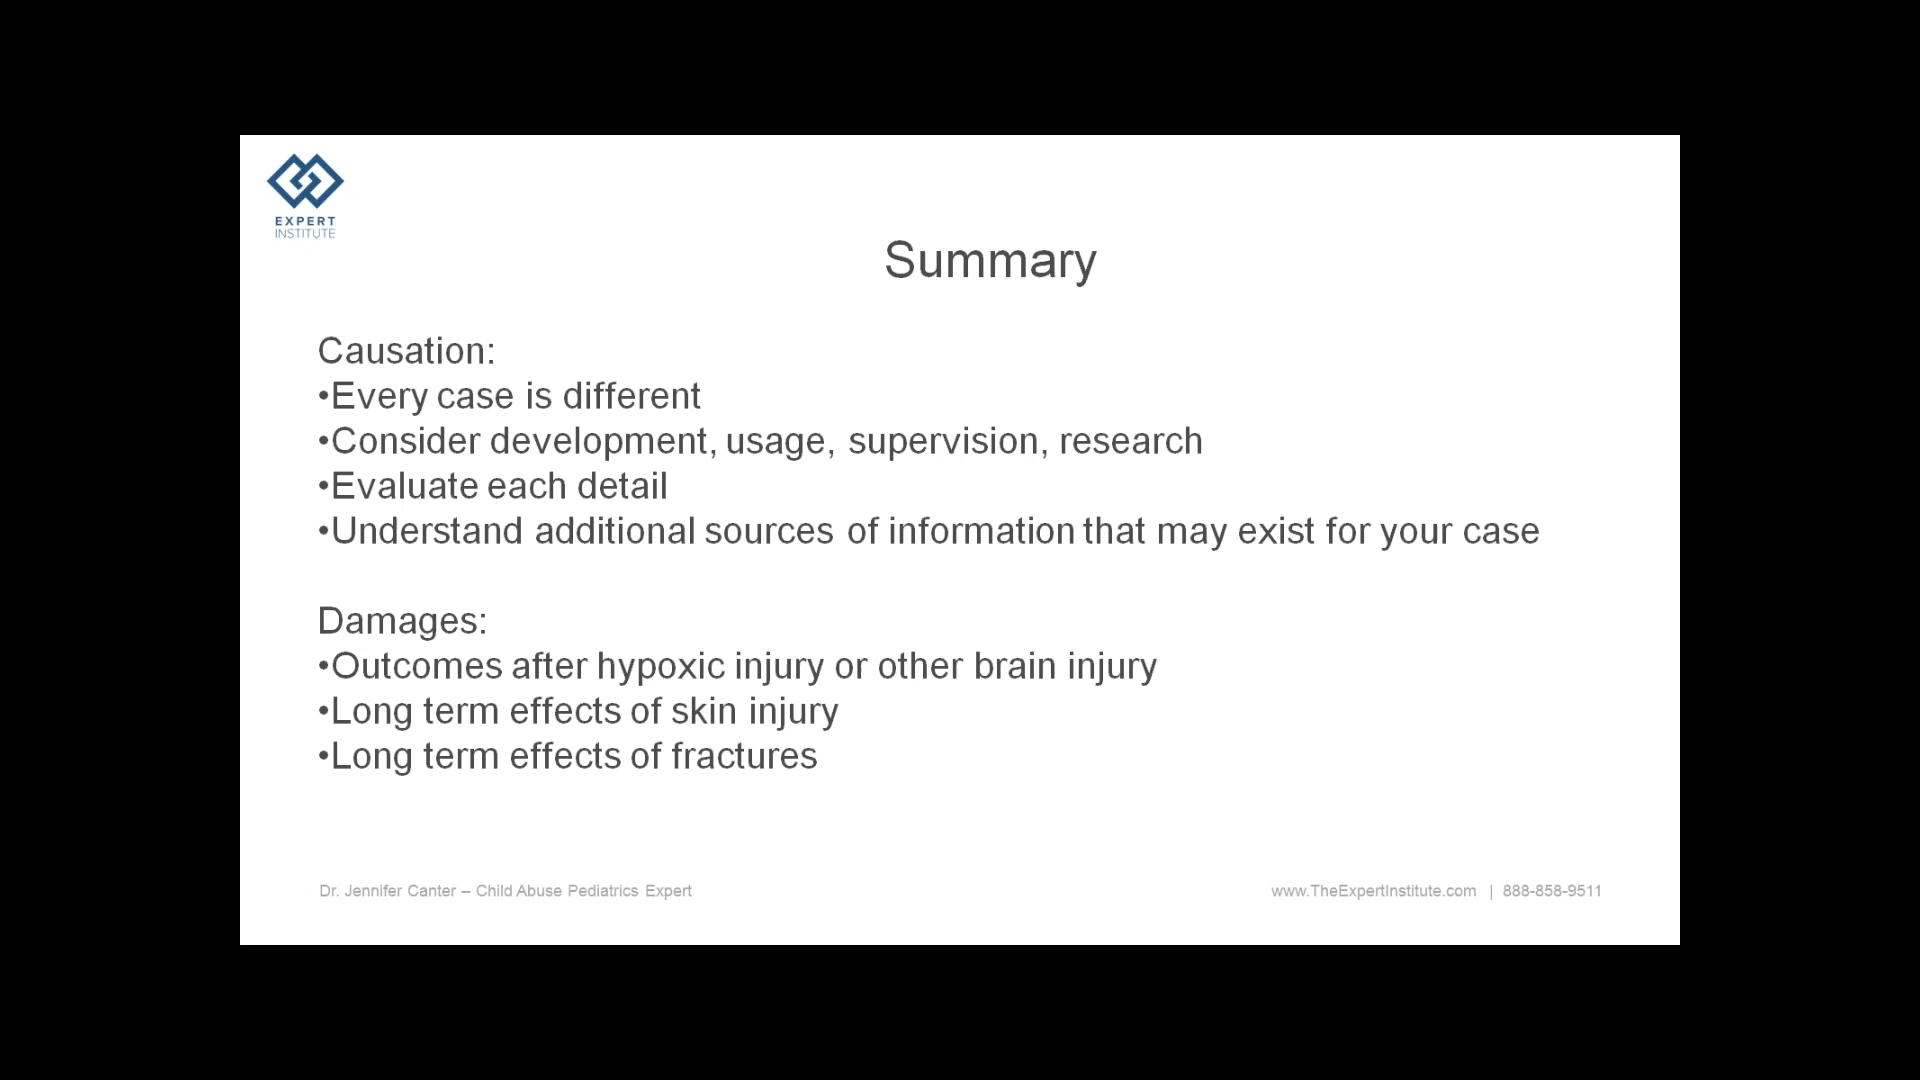 EXPERT
INSTITUTE
Summary
Causation:
•Every case is different
•Consider development, usage, supervision, research
•Evaluate each detail
•Understand additional sources of information that may exist for your case
Damages:
•Outcomes after hypoxic injury or other brain injury
•Long term effects of skin injury
•Long term effects of fractures
Dr. Jennifer Canter – Child Abuse Pediatrics Expert
www.TheExpertInstitute.com | 888-858-9511